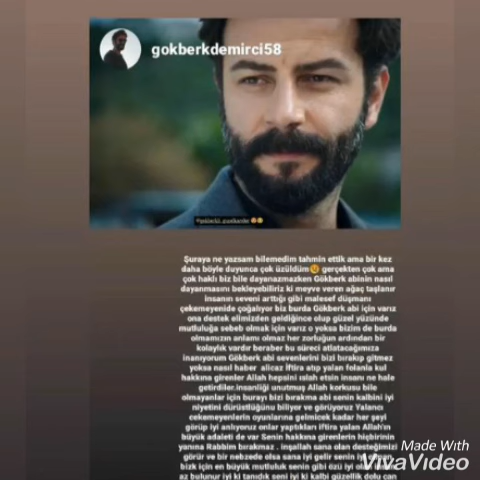 gokberkdemirci58
Şuraya ne yazsam bilemedim tahmin ettik ama bir kez
daha böyle duyunca çok üzüldüm😢 gerçekten çok ama
çok haklı biz bile dayanazmazken Gökberk abinin nasıl
dayanmasını bekleyebiliriz ki meyve veren ağaç taşlanır
insanın seveni arttığı gibi malesef düşmanı
çekemeyenide çoğalıyor biz burda Gökberk abi için varız
ona destek elimizden geldiğince olup güzel yüzünde
mutluluğa sebeb olmak için varız o yoksa bizim de burda
olmamızın anlamı olmaz her zorluğun ardından bir
kolaylık vardır beraber bu süreci atlatacağımıza
inanıyorum Gökberk abi sevenlerini bizi bırakıp gitmez
yoksa nasıl haber alicaz İftira atıp yalan folanla kul
hakkına girenler Allah hepsini ıslah etsin insanı ne hale
getirdiler.insanliği unutmuş Allah korkusu bile
olmayanlar için burayı bizi bırakma abi senin kalbini iyi
niyetini dürüstlüğünu biliyor ve görüyoruz Yalancı
çekemeyenlerin oyunlarına gelmicek kadar her şeyi
görüp iyi anlıyoruz onlar yaptıkları iftira yalan Allah'ın
büyük adaleti de var Senin hakkına girenlerin hiçbirinin
yanına Rabbim bırakmaz . inşallah sana olan desteğimizi
görür ve bir nebzede olsa sana iyi gelir senin iyi olman
bizk için en büyük mutluluk senin gibi özü iyi olan insan
az bulunur iyi ki tanıdık seni iyi ki kalbi güzellik dolu can
Made With
VivaVideo